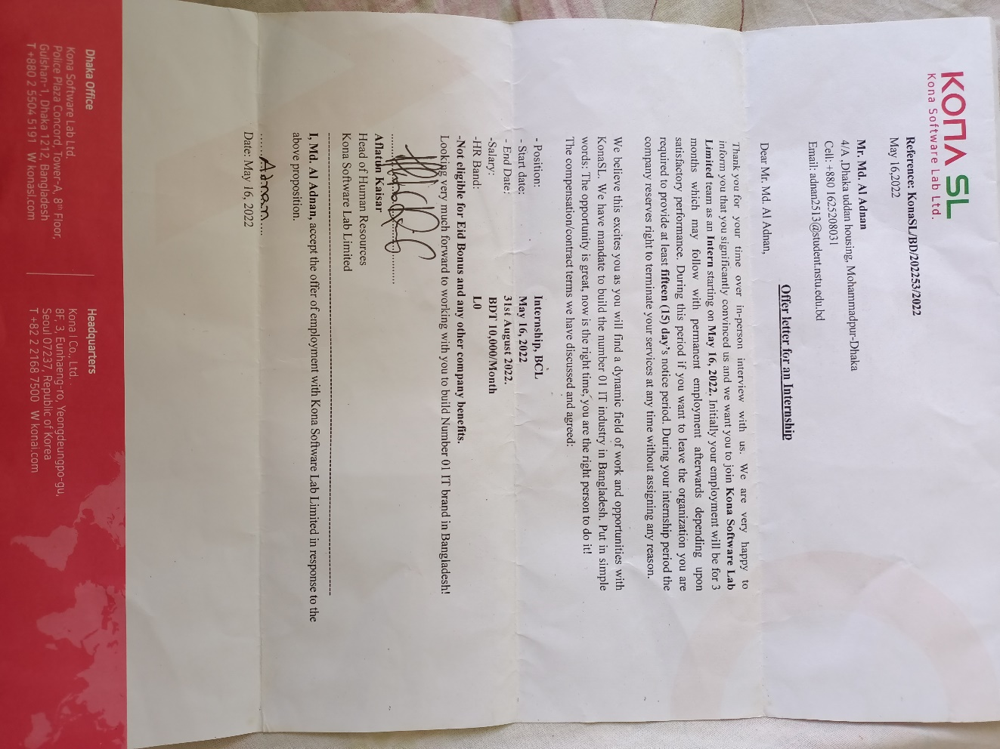 KONA SL
Kona Software Lab Ltd.
Reference: KonaSL/BD/202253/2022
May 16,2022
Mr. Md. Al Adnan
4/A ,Dhaka uddan housing, Mohammadpur-Dhaka
Cell: +880 1625208031
Email: adnan2513@student.nstu.edu.bd
Offer letter for an Internship
Dear Mr. Md. Al Adnan,
Thank you for your time over in-person interview with us. We are very happy to
inform you that you significantly convinced us and we want you to join Kona Software Lab
Limited team as an Intern starting on May 16, 2022. Initially your employment will be for 3
months which may follow with permanent employment afterwards depending upon
satisfactory performance. During this period if you want to leave the organization you are
required to provide at least fifteen (15) day's notice period. During your internship period the
company reserves right to terminate your services at any time without assigning any reason.
We believe this excites you as you will find a dynamic field of work and opportunities with
KonaSL. We have mandate to build the number 01 IT industry in Bangladesh. Put in simple
words: The opportunity is great, now is the right time, you are the right person to do it!
The compensation/contract terms we have discussed and agreed:
- Position: Internship, BCL
- Start date: May 16, 2022
- End Date: 31st August 2022.
-Salary: BDT 10,000/Month
-HR Band: L0
-Not eligible for Eid Bonus and any other company benefits.
Looking very much forward to working with you to build Number 01 IT brand in Bangladesh!
Aflatun Kaisar
Head of Human Resources
Kona Software Lab Limited
I, Md. Al Adnan, accept the offer of employment with Kona Software Lab Limited in response to the
above proposition.
Adnan
Date: May 16, 2022
Dhaka Office
Kona Software Lab Ltd.
Police Plaza Concord, Tower-A, 8th Floor,
Gulshan-1, Dhaka 1212, Bangladesh
T +880 2 5504 5191 W konasl.com
Headquarters
Kona I Co., Ltd.
8F, 3, Eunhaeng-ro, Yeongdeungpo-gu,
Seoul 07237, Republic of Korea
T +82 2 2168 7500 W konai.com